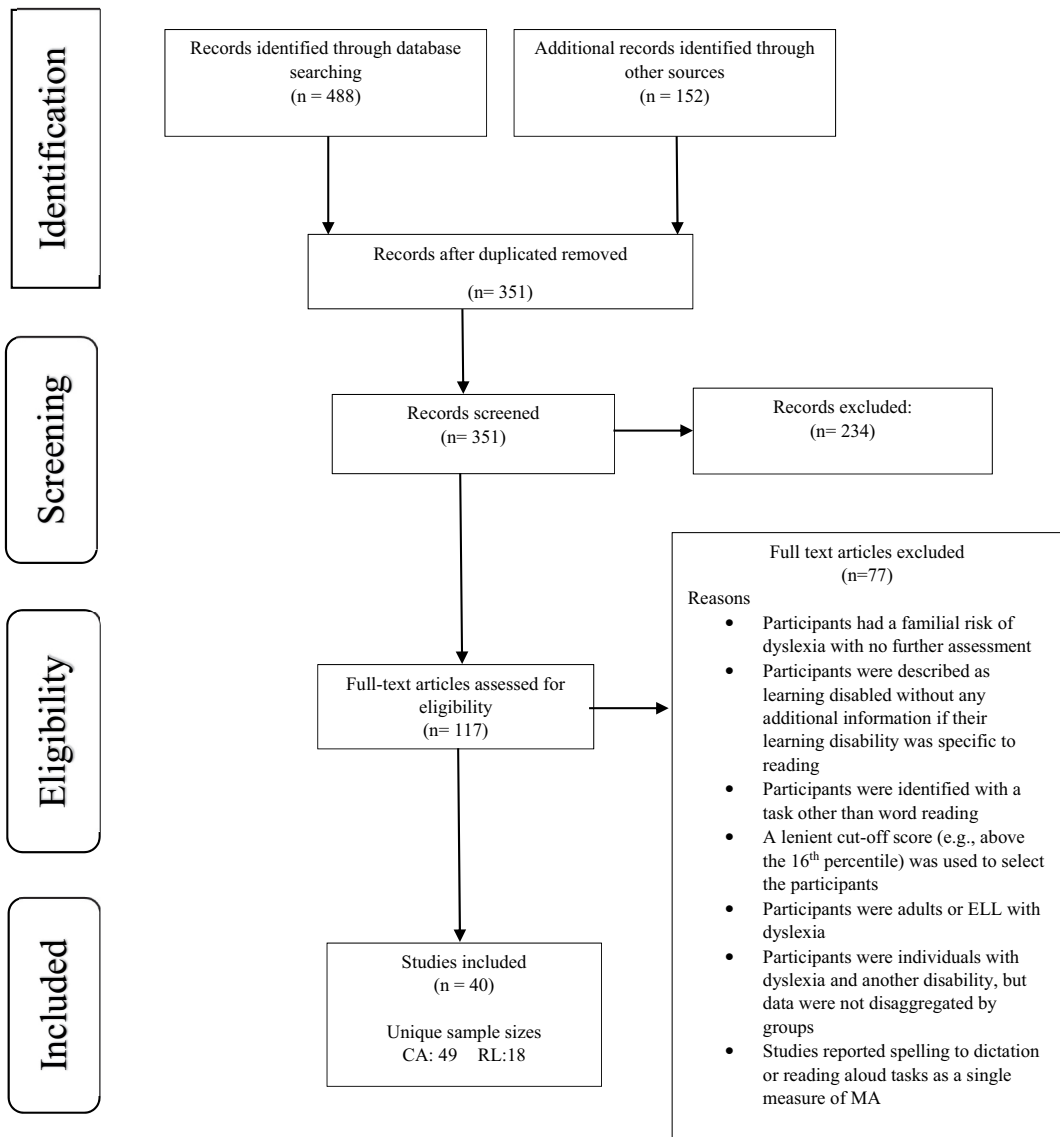 Identification
Records identified through database
searching
(n = 488)
Additional records identified through
other sources
(n = 152)
Records after duplicated removed
(n= 351)
Screening
Records screened
(n= 351)
Records excluded:
(n= 234)
Eligibility
Full-text articles assessed for
eligibility
(n= 117)
Full text articles excluded
(n=77)
Reasons
• Participants had a familial risk of
dyslexia with no further assessment
• Participants were described as
learning disabled without any
additional information if their
learning disability was specific to
reading
• Participants were identified with a
task other than word reading
• A lenient cut-off score (e.g., above
the 16th percentile) was used to select
the participants
• Participants were adults or ELL with
dyslexia
• Participants were individuals with
dyslexia and another disability, but
data were not disaggregated by
groups
• Studies reported spelling to dictation
or reading aloud tasks as a single
measure of MA
Included
Studies included
(n = 40)
Unique sample sizes
CA: 49 RL:18